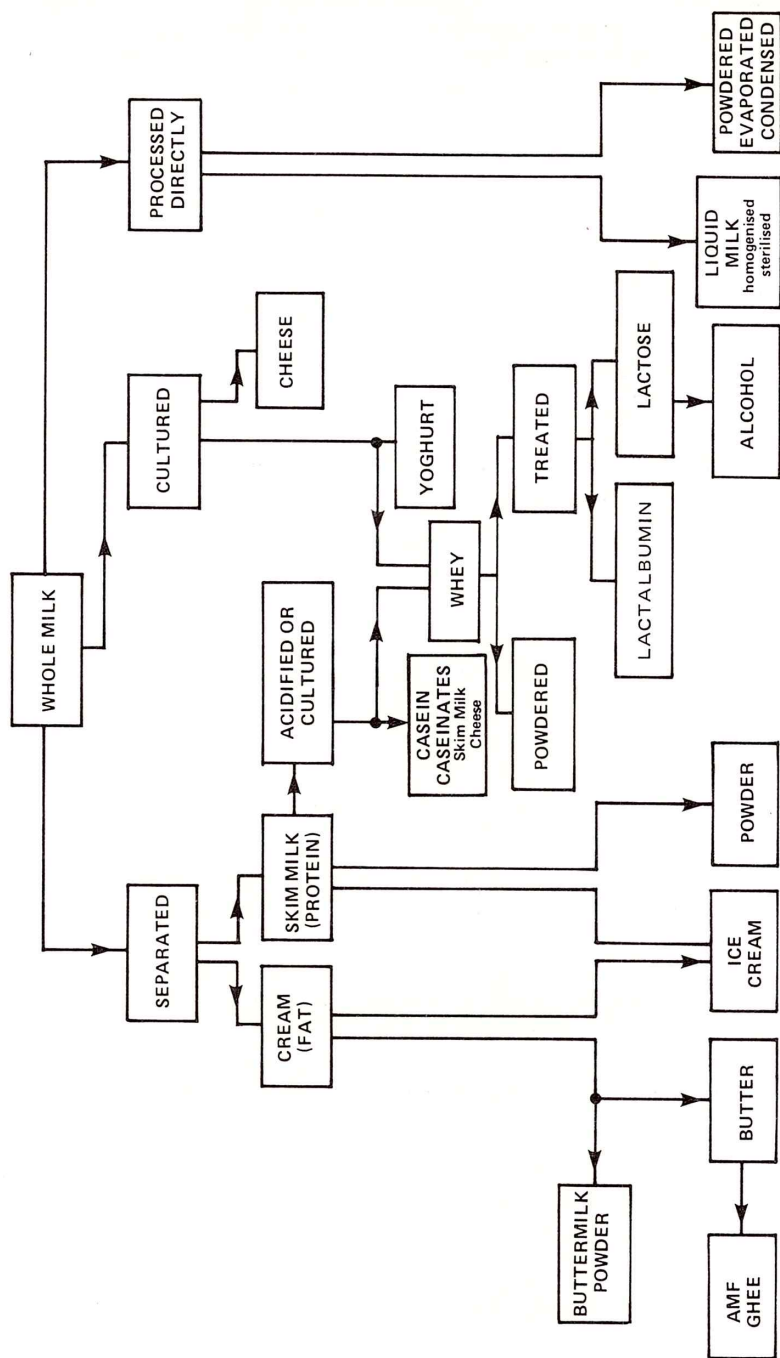 WHOLE MILK
SEPARATED
CULTURED
PROCESSED
DIRECTLY
CREAM
(FAT)
SKIM MILK
(PROTEIN)
ACIDIFIED OR
CULTURED
CHEESE
CASEIN
CASEINATES
Skim Milk
Cheese
WHEY
YOGHURT
BUTTERMILK
POWDER
POWDERED
TREATED
LACTALBUMIN
LACTOSE
AMF
GHEE
BUTTER
ICE
CREAM
POWDER
ALCOHOL
LIQUID
MILK
homogenised
sterilised
POWDERED
EVAPORATED
CONDENSED